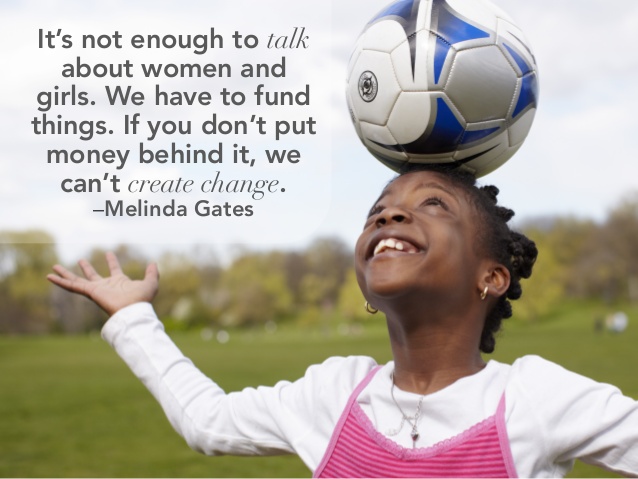 It’s not enough to talk
about women and
girls. We have to fund
things. If you don’t put
money behind it, we
can’t create change.
–Melinda Gates